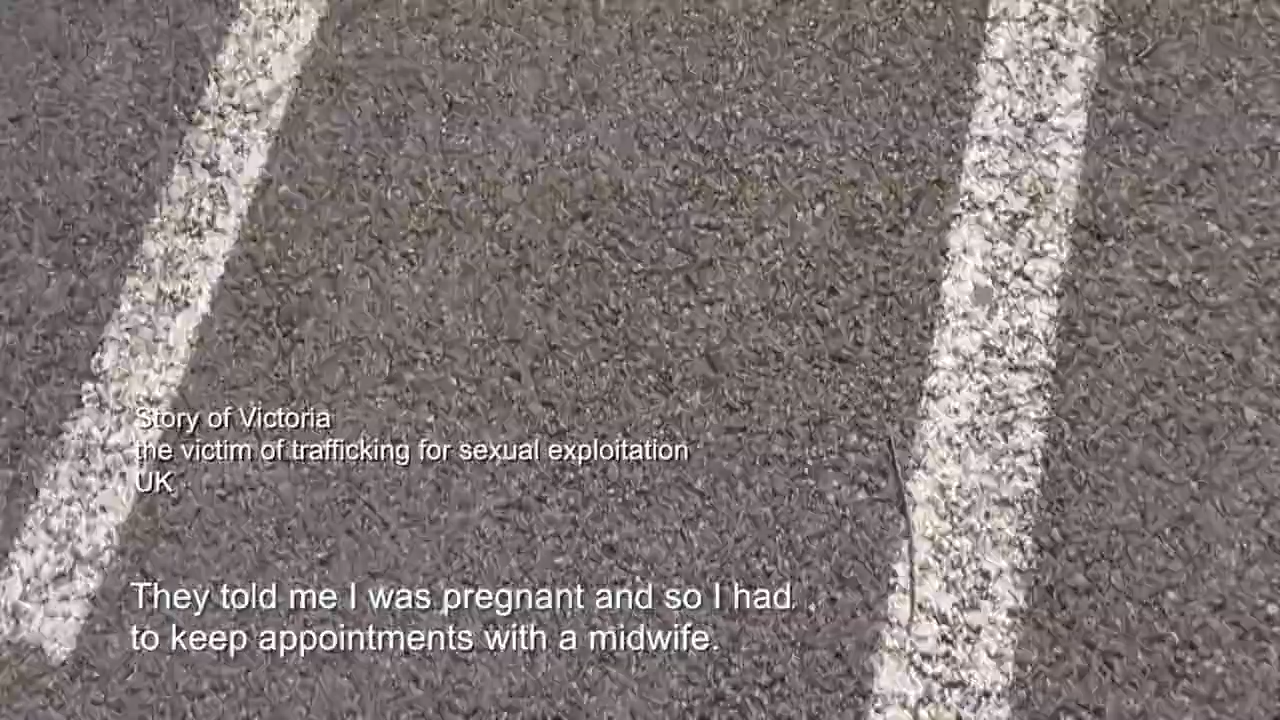 Story of Victoria
the victim of trafficking for sexual exploitation
UK
They told me I was pregnant and so I had
to keep appointments with a midwife.